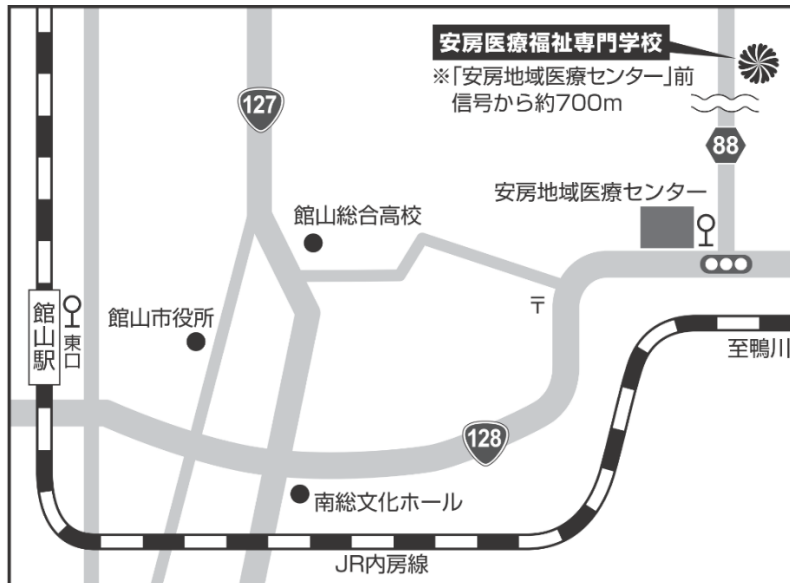 安房医療福祉専門学校
※「安房地域医療センター」前
信号から約700m
127
88
安房地域医療センター
館山総合高校
〒
館山駅
東口
館山市役所
至鴨川
128
南総文化ホール
JR内房線